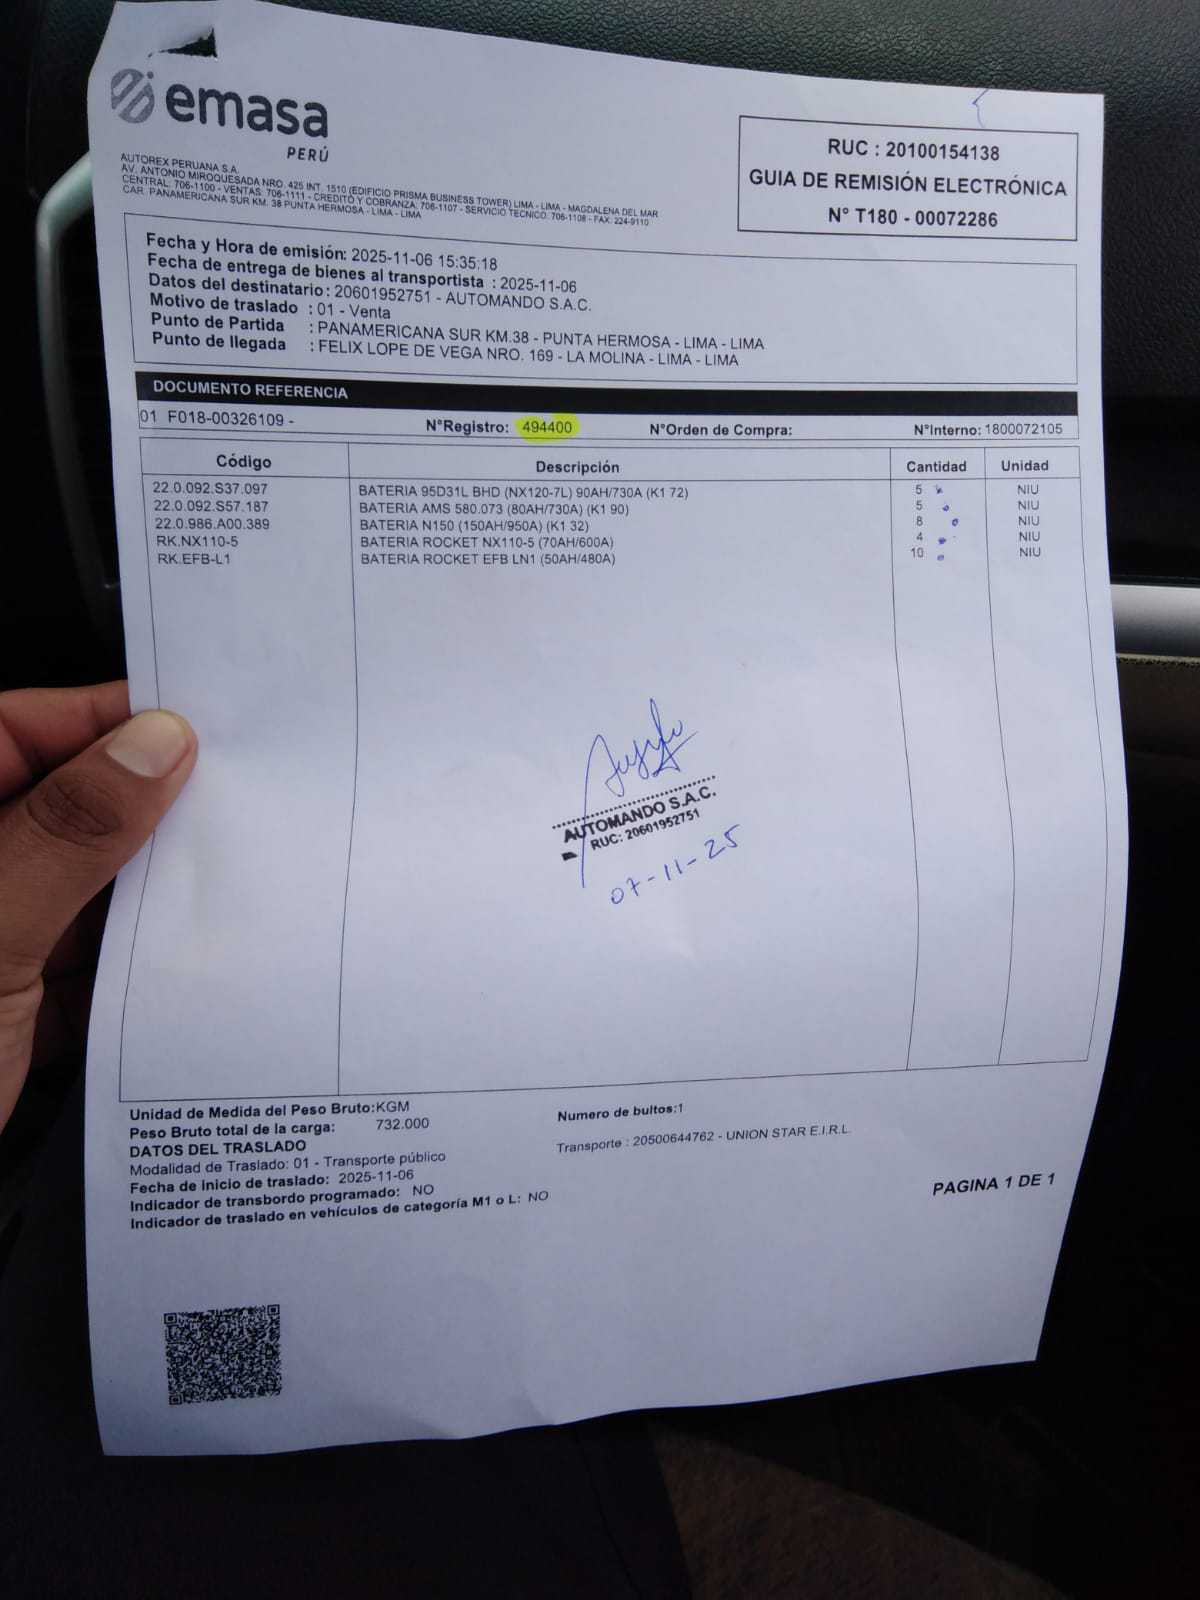 emasa
PERÚ
AUTOREX PERUANA S.A.
AV. ANTONIO MIROQUESADA NRO. 425 INT. 1510 (EDIFICIO PRISMA BUSINESS TOWER) LIMA - LIMA - MAGDALENA DEL MAR
CENTRAL: 706-1100 - VENTAS: 706-1111 - CREDITO Y COBRANZA: 706-1107 - SERVICIO TECNICO: 706-1108 - FAX: 224-9110
CAR. PANAMERICANA SUR KM. 38 PUNTA HERMOSA - LIMA - LIMA
RUC : 20100154138
GUIA DE REMISIÓN ELECTRÓNICA
N° T180 - 00072286
Fecha y Hora de emisión: 2025-11-06 15:35:18
Fecha de entrega de bienes al transportista : 2025-11-06
Datos del destinatario : 20601952751 - AUTOMANDO S.A.C.
Motivo de traslado : 01 - Venta
Punto de Partida : PANAMERICANA SUR KM.38 - PUNTA HERMOSA - LIMA - LIMA
Punto de llegada : FELIX LOPE DE VEGA NRO. 169 - LA MOLINA - LIMA - LIMA
DOCUMENTO REFERENCIA
01 F018-00326109 - N°Registro: 494400 N°Orden de Compra: N°Interno: 1800072105
Código Descripción Cantidad Unidad
22.0.092.S37.097 BATERIA 95D31L BHD (NX120-7L) 90AH/730A (K1 72) 5 NIU
22.0.092.S57.187 BATERIA AMS 580.073 (80AH/730A) (K1 90) 5 NIU
22.0.986.A00.389 BATERIA N150 (150AH/950A) (K1 32) 8 NIU
RK.NX110-5 BATERIA ROCKET NX110-5 (70AH/600A) 4 NIU
RK.EFB-L1 BATERIA ROCKET EFB LN1 (50AH/480A) 10 NIU
AUTOMANDO S.A.C.
RUC: 20601952751
07-11-25
Unidad de Medida del Peso Bruto:KGM Numero de bultos:1
Peso Bruto total de la carga: 732.000
DATOS DEL TRASLADO Transporte : 20500644762 - UNION STAR E.I.R.L.
Modalidad de Traslado: 01 - Transporte público
Fecha de inicio de traslado: 2025-11-06
Indicador de transbordo programado: NO
Indicador de traslado en vehículos de categoría M1 o L: NO
PAGINA 1 DE 1